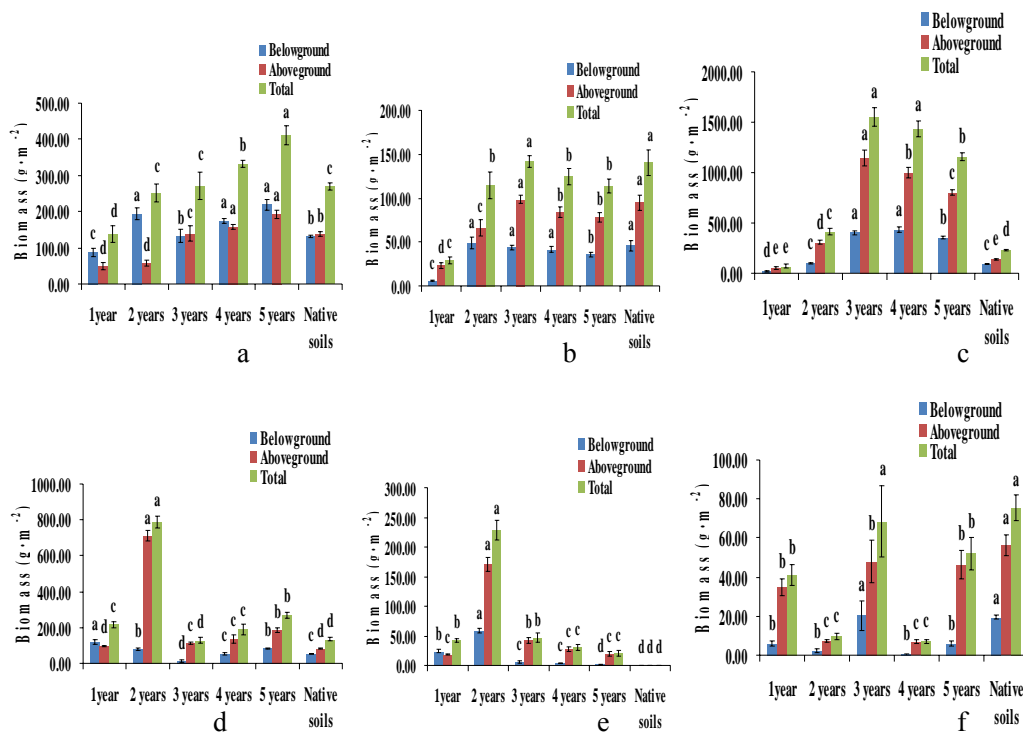 Belowground
Aboveground
Total
Biomass (g·m⁻²)
500.00
400.00
300.00
200.00
100.00
0.00
c d d a d c b c c a a b a a a b b c
1year 2 years 3 years 4 years 5 years Native soils
a
Belowground
Aboveground
Total
Biomass (g·m⁻²)
200.00
150.00
100.00
50.00
0.00
c d c a c b a a a a b b b b b a a a
1year 2 years 3 years 4 years 5 years Native soils
b
Belowground
Aboveground
Total
Biomass (g·m⁻²)
2000.00
1500.00
1000.00
500.00
0.00
d e e c d d a a a a b a b c b c e d
1year 2 years 3 years 4 years 5 years Native soils
c
Belowground
Aboveground
Total
Biomass (g·m⁻²)
1000.00
800.00
600.00
400.00
200.00
0.00
a d c b a a d c d c c c b b b c d d
1year 2 years 3 years 4 years 5 years Native soils
d
Belowground
Aboveground
Total
Biomass (g·m⁻²)
300.00
250.00
200.00
150.00
100.00
50.00
0.00
b c b a a a c b b c c c d c c d d d
1year 2 years 3 years 4 years 5 years Native soils
e
Belowground
Aboveground
Total
Biomass (g·m⁻²)
100.00
80.00
60.00
40.00
20.00
0.00
b b b c c c a b a b c c b b b a a a
1year 2 years 3 years 4 years 5 years Native soils
f